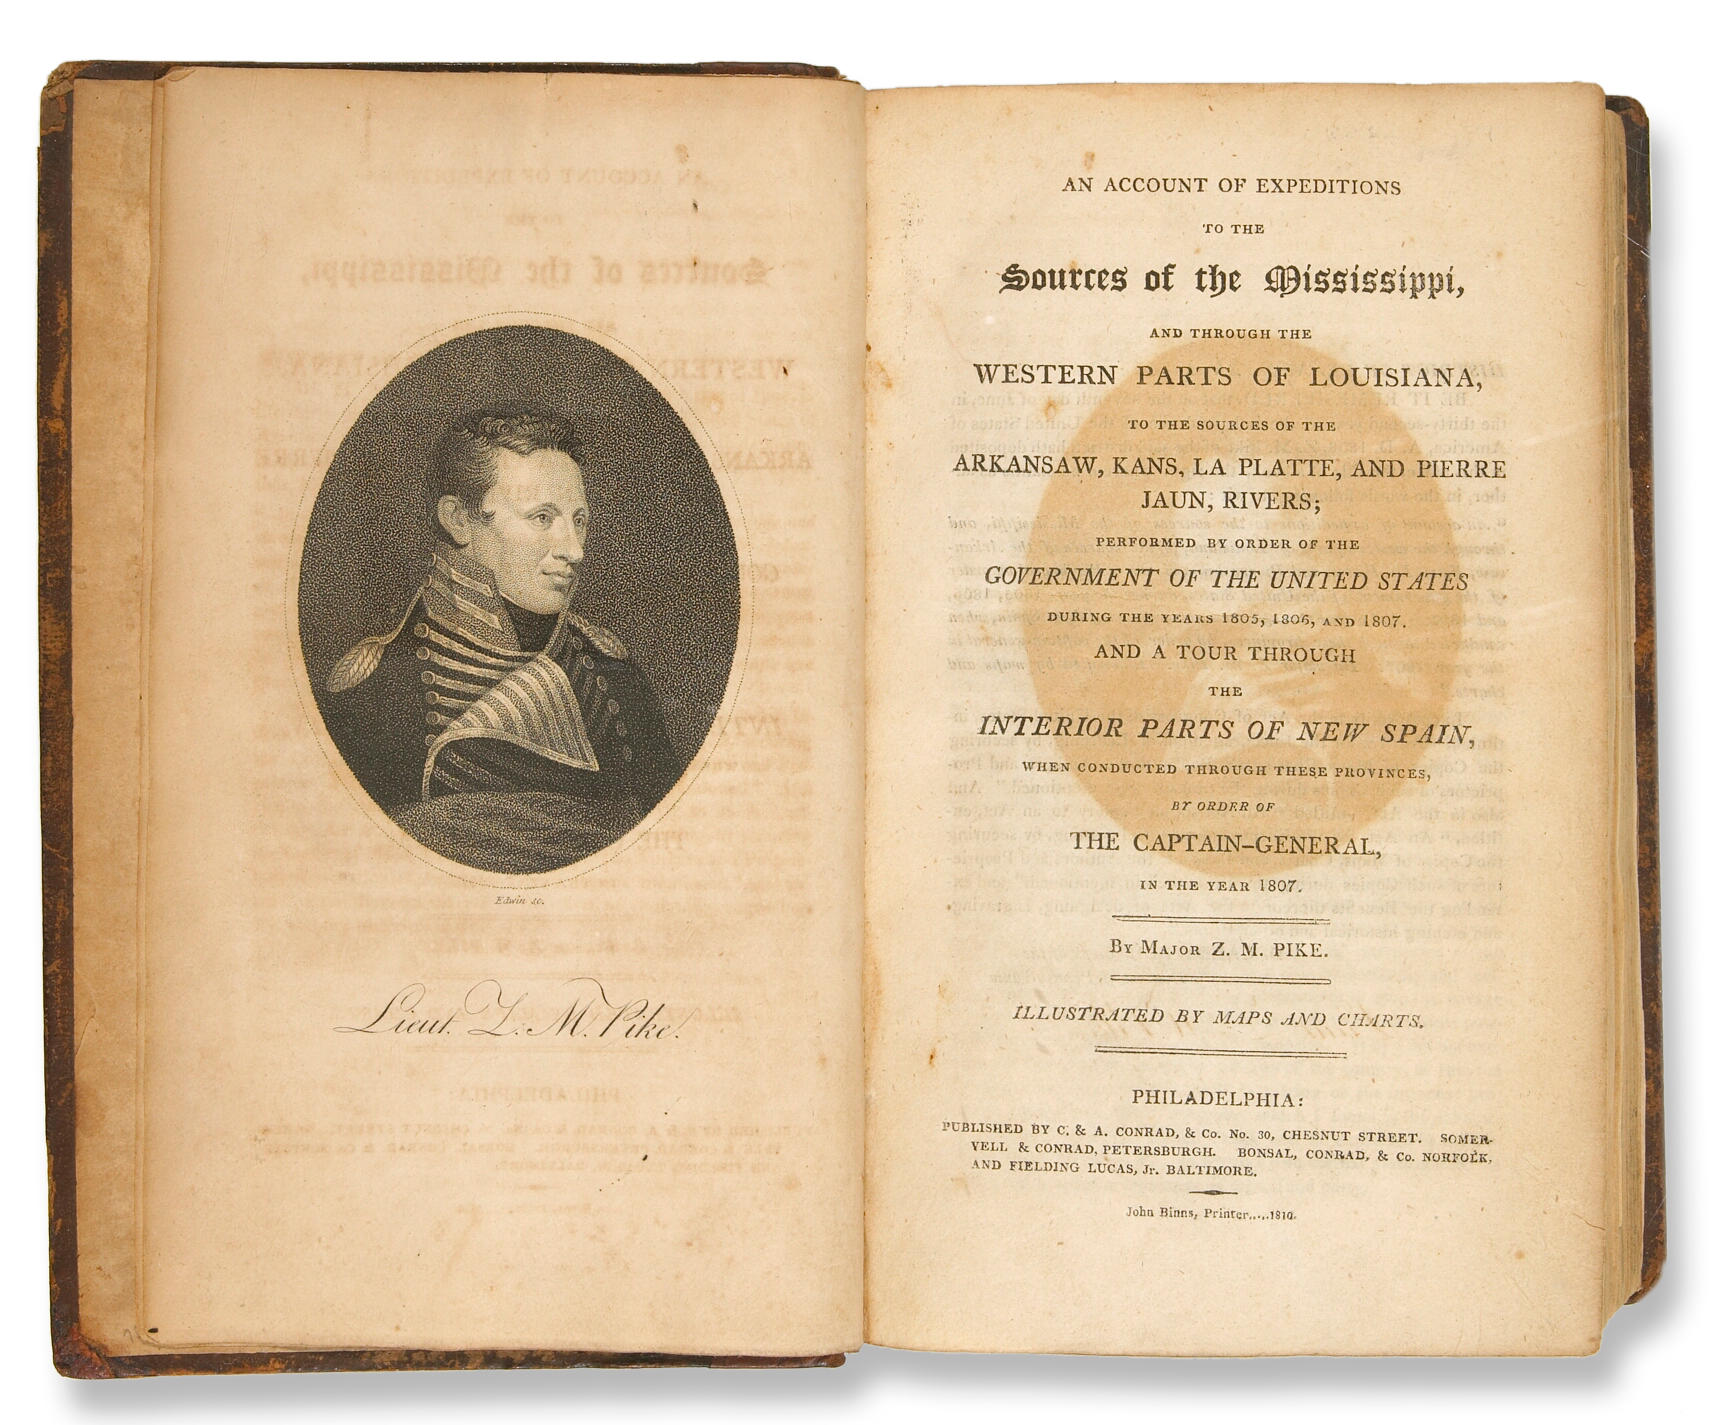 Edwin sc.
Lieut. Z. M. Pike.
AN ACCOUNT OF EXPEDITIONS
TO THE
Sources of the Mississippi,
AND THROUGH THE
WESTERN PARTS OF LOUISIANA,
TO THE SOURCES OF THE
ARKANSAW, KANS, LA PLATTE, AND PIERRE
JAUN, RIVERS;
PERFORMED BY ORDER OF THE
GOVERNMENT OF THE UNITED STATES
DURING THE YEARS 1805, 1806, AND 1807.
AND A TOUR THROUGH
THE
INTERIOR PARTS OF NEW SPAIN,
WHEN CONDUCTED THROUGH THESE PROVINCES,
BY ORDER OF
THE CAPTAIN-GENERAL,
IN THE YEAR 1807.
By Major Z. M. PIKE.
ILLUSTRATED BY MAPS AND CHARTS.
PHILADELPHIA:
PUBLISHED BY C. & A. CONRAD, & Co. No. 30, CHESNUT STREET. SOMER-
VELL & CONRAD, PETERSBURGH. BONSAL, CONRAD, & Co. NORFOLK,
AND FIELDING LUCAS, Jr. BALTIMORE.
John Binns, Printer.....1810.